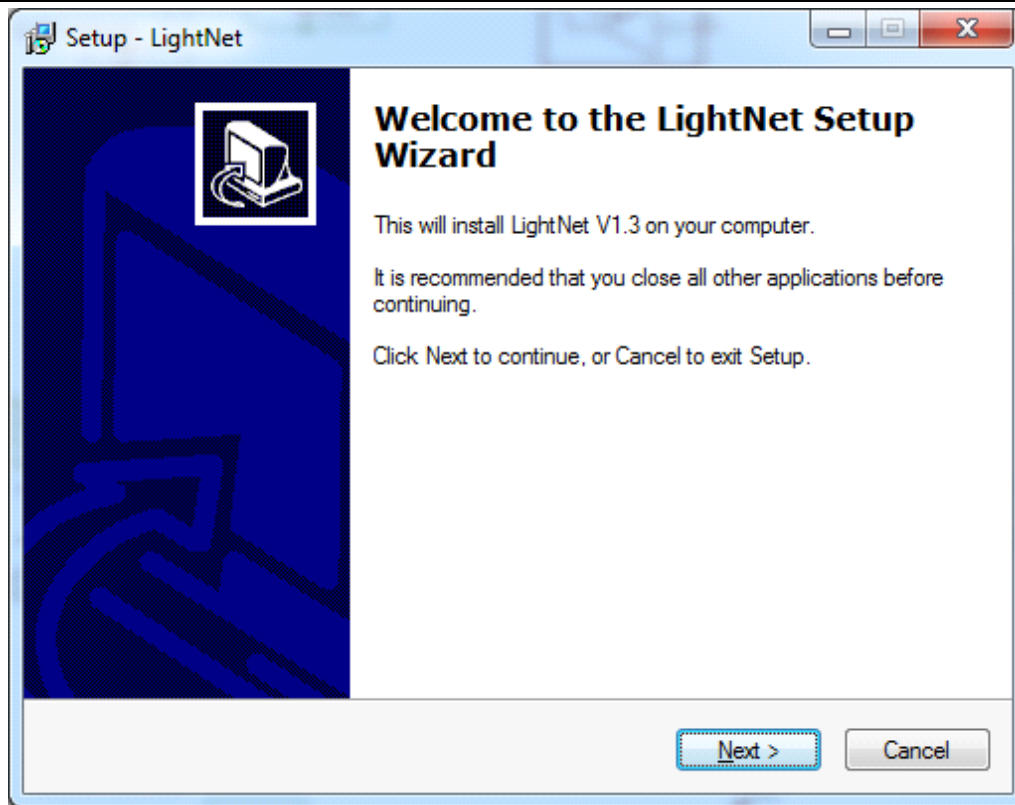 Setup - LightNet
Welcome to the LightNet Setup
Wizard
This will install LightNet V1.3 on your computer.
It is recommended that you close all other applications before
continuing.
Click Next to continue, or Cancel to exit Setup.
Next >
Cancel